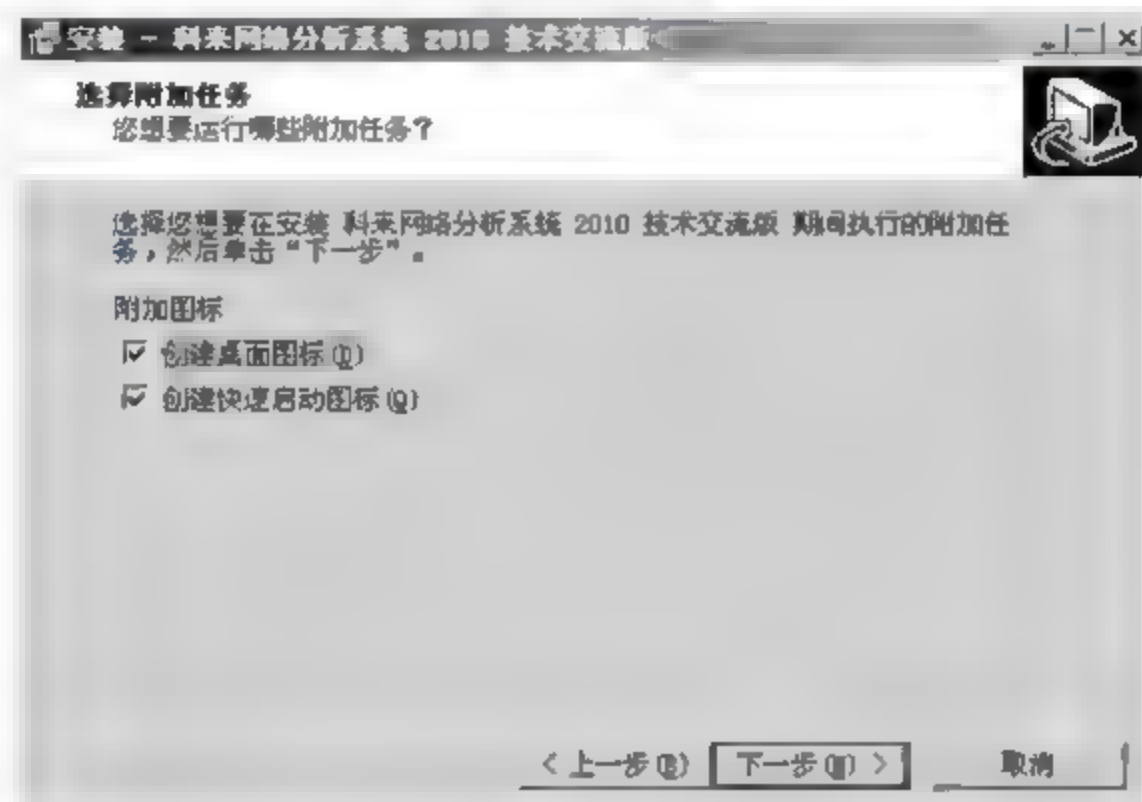 安装 - 科来网络分析系统 2010 技术交流版
选择附加任务
您想要运行哪些附加任务?
选择您想要在安装 科来网络分析系统 2010 技术交流版 期间执行的附加任
务,然后单击“下一步”。
附加图标
创建桌面图标(D)
创建快速启动图标(Q)
< 上一步(B)
下一步(N) >
取消